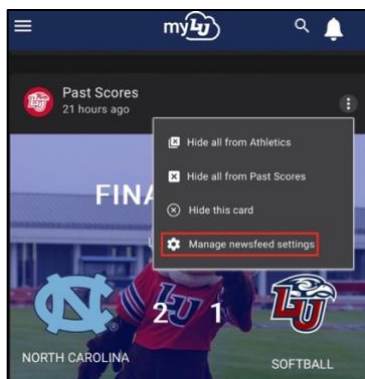 myLU
Past Scores
21 hours ago
Hide all from Athletics
Hide all from Past Scores
Hide this card
Manage newsfeed settings
FINA
2 1
LU
NORTH CAROLINA
SOFTBALL